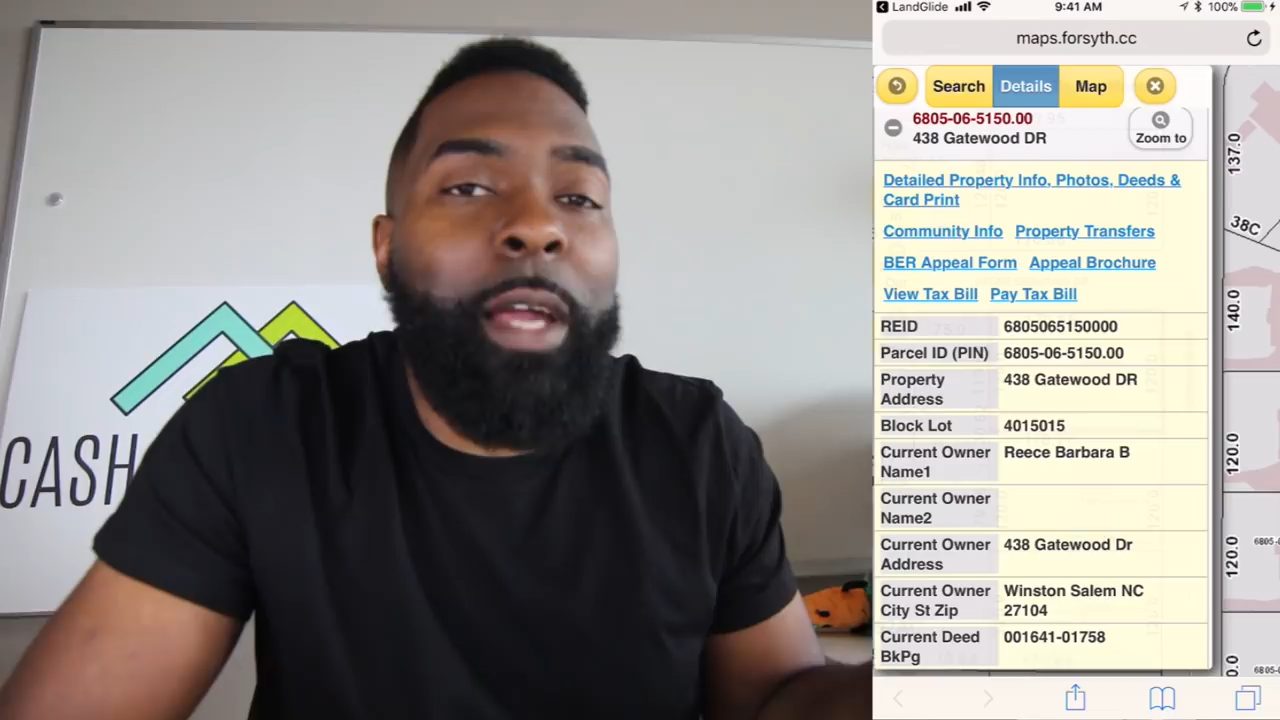 LandGlide
9:41 AM
100%
maps.forsyth.cc
Search
Details
Map
6805-06-5150.00
438 Gatewood DR
Zoom to
Detailed Property Info, Photos, Deeds &
Card Print
Community Info Property Transfers
BER Appeal Form Appeal Brochure
View Tax Bill Pay Tax Bill
REID 6805065150000
Parcel ID (PIN) 6805-06-5150.00
Property 438 Gatewood DR
Address
Block Lot 4015015
Current Owner Reece Barbara B
Name1
Current Owner
Name2
Current Owner 438 Gatewood Dr
Address
Current Owner Winston Salem NC
City St Zip 27104
Current Deed 001641-01758
BkPg
137.0
38C
140.0
120.0
120.0
6805-
CASH